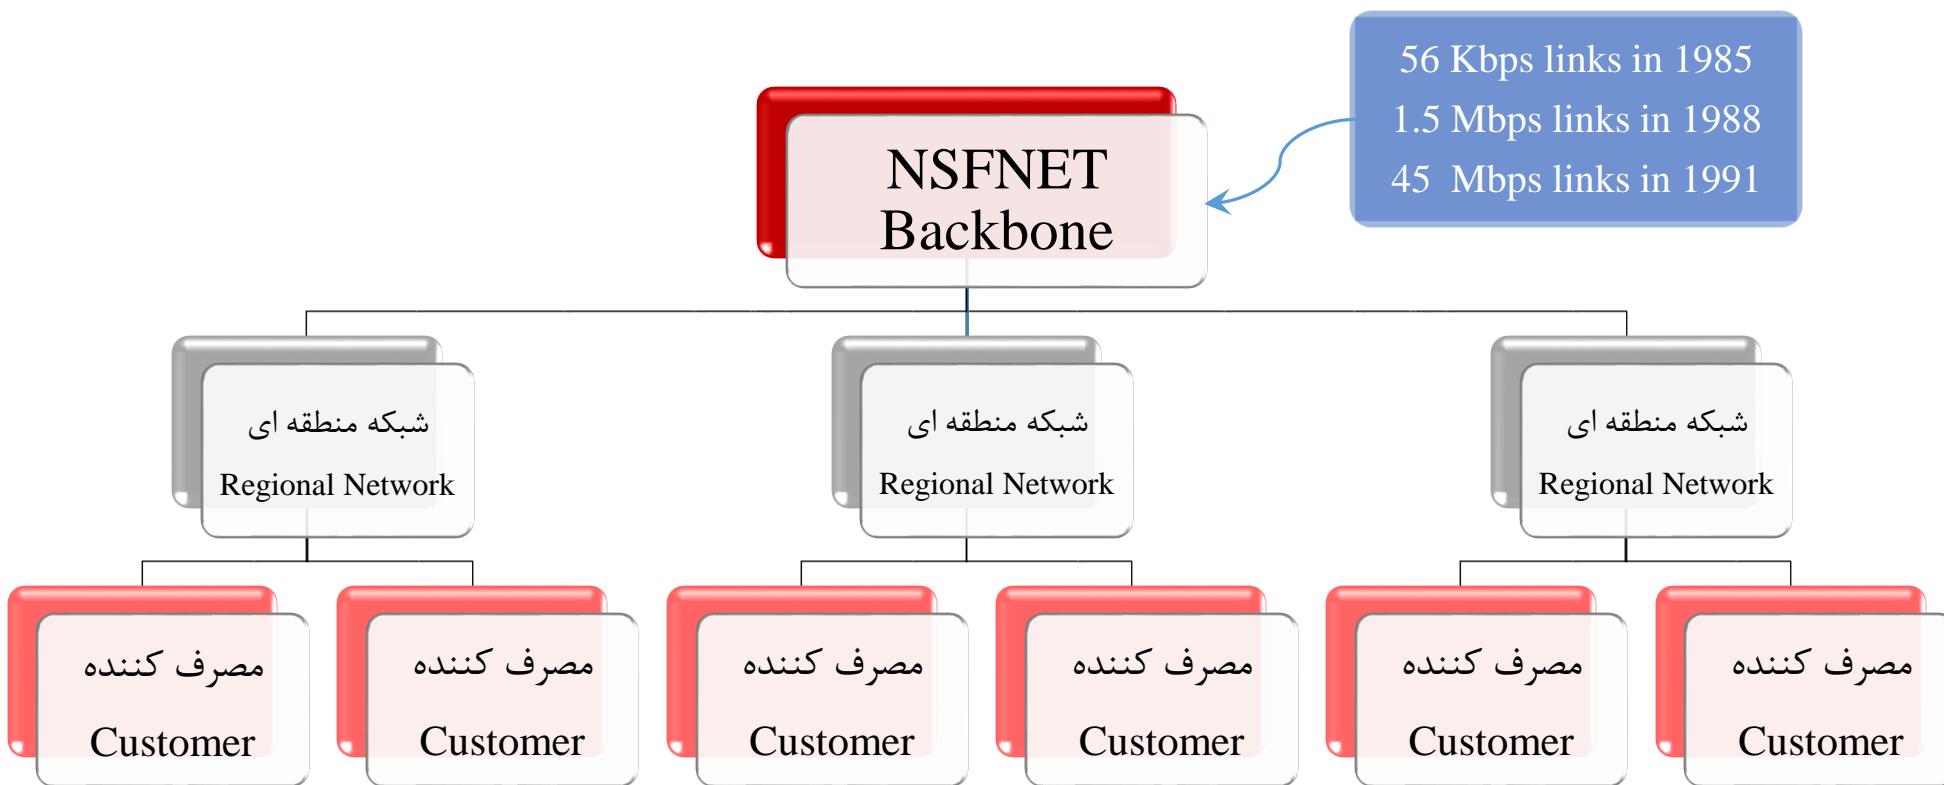 56 Kbps links in 1985
1.5 Mbps links in 1988
45 Mbps links in 1991
NSFNET
Backbone
شبکه منطقه ای
Regional Network
شبکه منطقه ای
Regional Network
شبکه منطقه ای
Regional Network
مصرف کننده
Customer
مصرف کننده
Customer
مصرف کننده
Customer
مصرف کننده
Customer
مصرف کننده
Customer
مصرف کننده
Customer